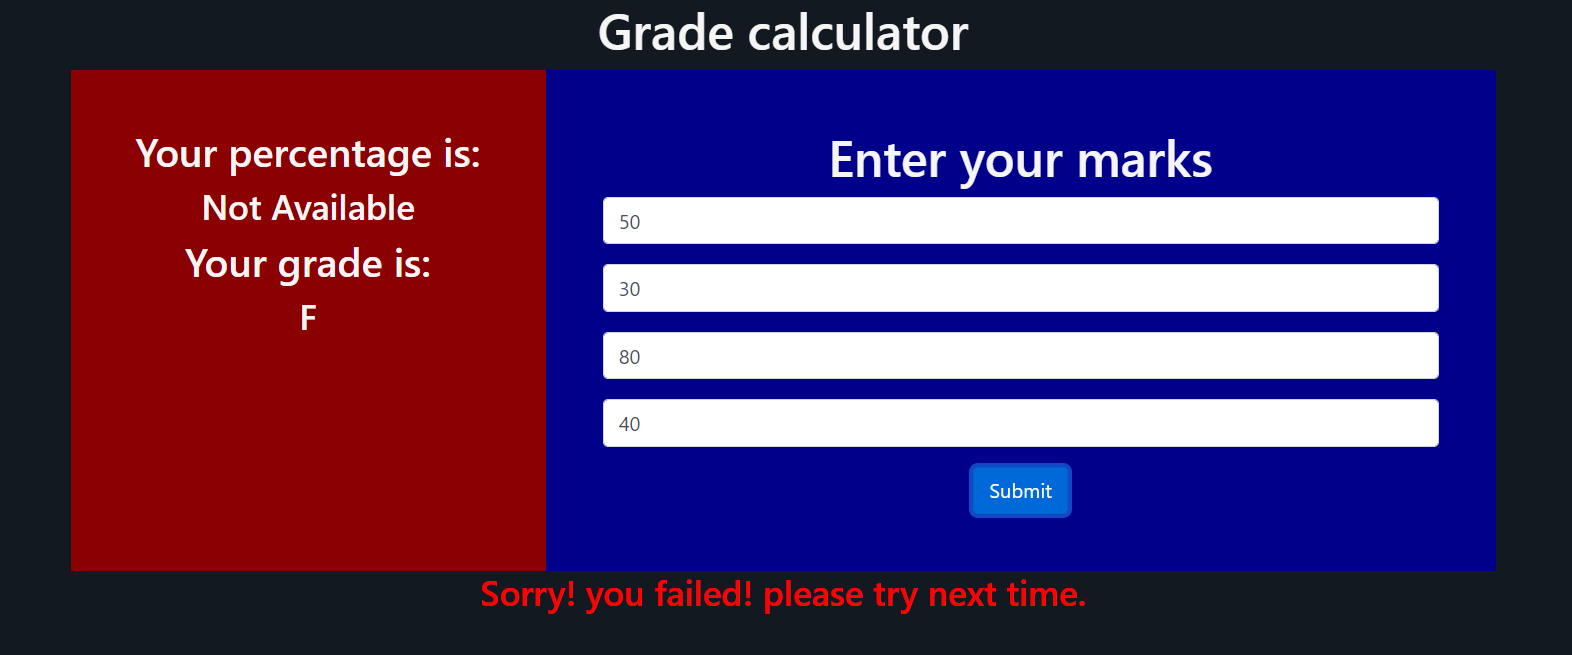 Grade calculator
Your percentage is:
Not Available
Your grade is:
F
Enter your marks
50
30
80
40
Submit
Sorry! you failed! please try next time.